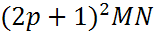 (2p + 1)²MN